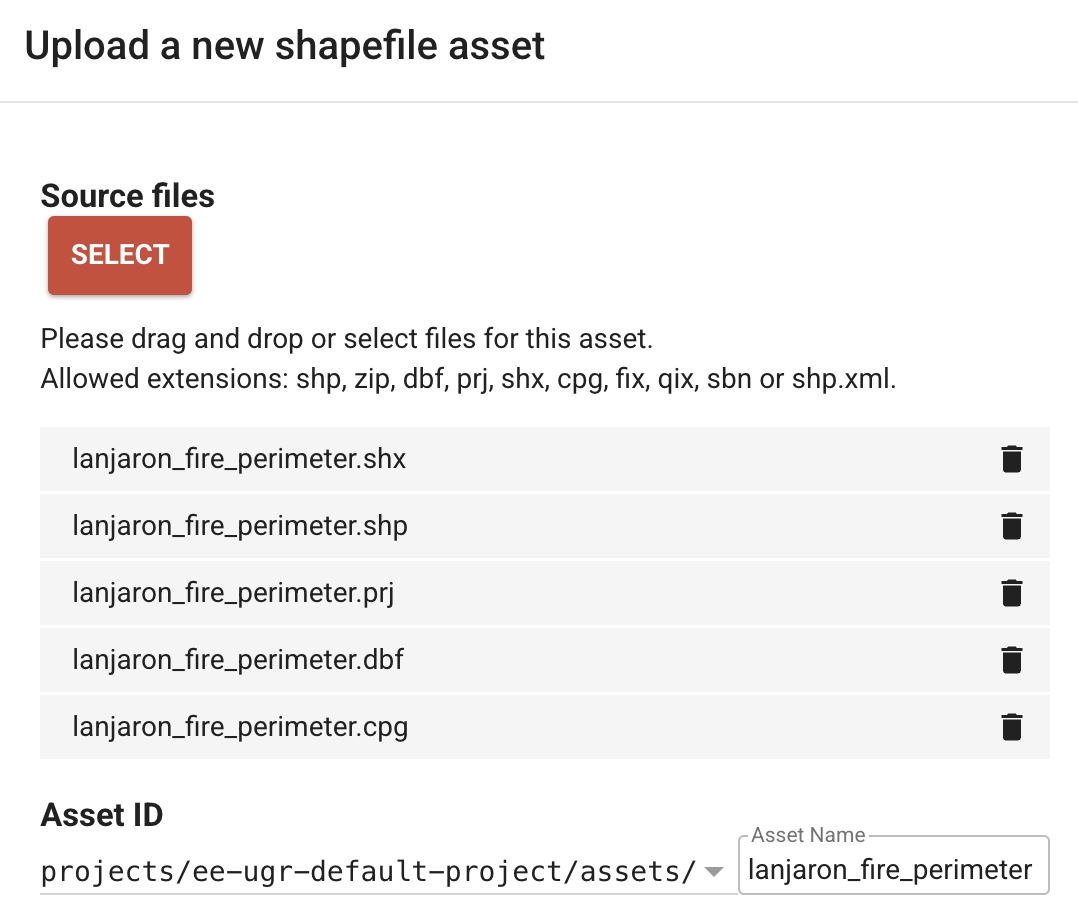 Upload a new shapefile asset
Source files
SELECT
Please drag and drop or select files for this asset.
Allowed extensions: shp, zip, dbf, prj, shx, cpg, fix, qix, sbn or shp.xml.
lanjaron_fire_perimeter.shx
lanjaron_fire_perimeter.shp
lanjaron_fire_perimeter.prj
lanjaron_fire_perimeter.dbf
lanjaron_fire_perimeter.cpg
Asset ID
Asset Name
projects/ee-ugr-default-project/assets/ lanjaron_fire_perimeter